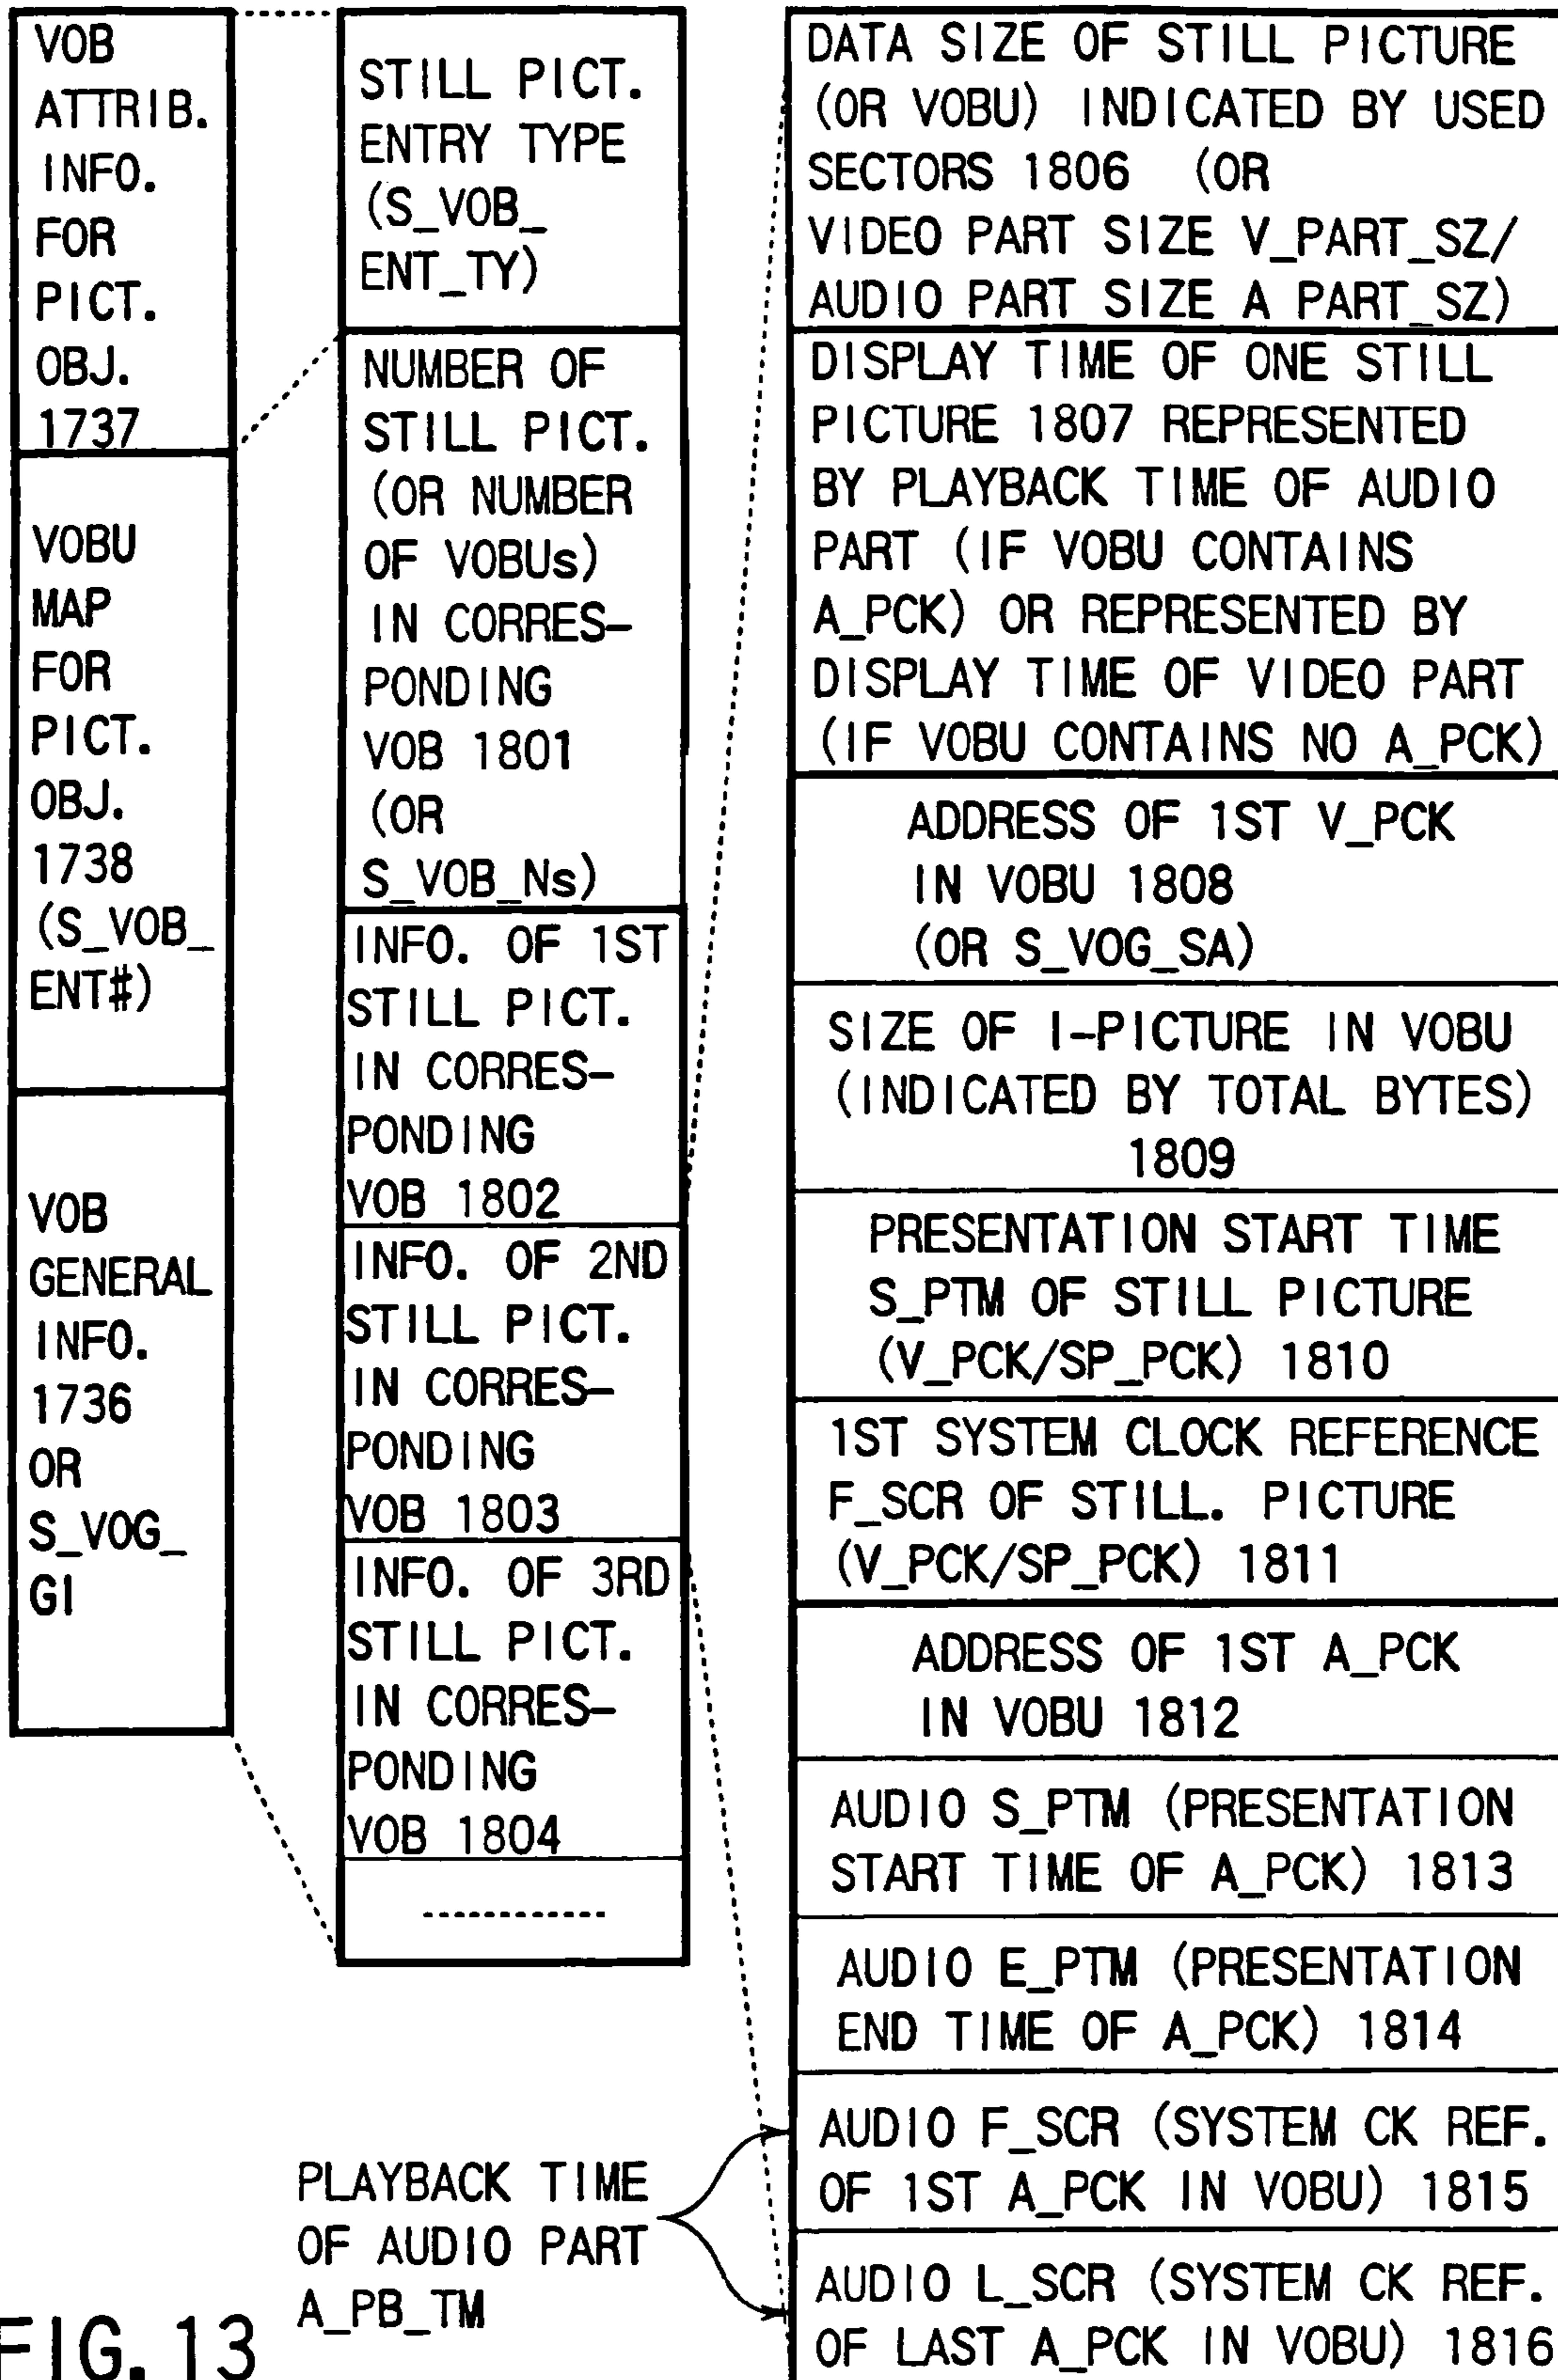 VOB
ATTRIB.
INFO.
FOR
PICT.
OBJ.
1737
VOBU
MAP
FOR
PICT.
OBJ.
1738
(S_VOB_
ENT#)
VOB
GENERAL
INFO.
1736
OR
S_VOG_
GI
STILL PICT.
ENTRY TYPE
(S_VOB_
ENT_TY)
NUMBER OF
STILL PICT.
(OR NUMBER
OF VOBUs)
IN CORRES-
PONDING
VOB 1801
(OR
S_VOB_Ns)
INFO. OF 1ST
STILL PICT.
IN CORRES-
PONDING
VOB 1802
INFO. OF 2ND
STILL PICT.
IN CORRES-
PONDING
VOB 1803
INFO. OF 3RD
STILL PICT.
IN CORRES-
PONDING
VOB 1804
------------
DATA SIZE OF STILL PICTURE
(OR VOBU) INDICATED BY USED
SECTORS 1806 (OR
VIDEO PART SIZE V_PART_SZ/
AUDIO PART SIZE A PART_SZ)
DISPLAY TIME OF ONE STILL
PICTURE 1807 REPRESENTED
BY PLAYBACK TIME OF AUDIO
PART (IF VOBU CONTAINS
A_PCK) OR REPRESENTED BY
DISPLAY TIME OF VIDEO PART
(IF VOBU CONTAINS NO A_PCK)
ADDRESS OF 1ST V_PCK
IN VOBU 1808
(OR S_VOG_SA)
SIZE OF I-PICTURE IN VOBU
(INDICATED BY TOTAL BYTES)
1809
PRESENTATION START TIME
S_PTM OF STILL PICTURE
(V_PCK/SP_PCK) 1810
1ST SYSTEM CLOCK REFERENCE
F_SCR OF STILL. PICTURE
(V_PCK/SP_PCK) 1811
ADDRESS OF 1ST A_PCK
IN VOBU 1812
AUDIO S_PTM (PRESENTATION
START TIME OF A_PCK) 1813
AUDIO E_PTM (PRESENTATION
END TIME OF A_PCK) 1814
AUDIO F_SCR (SYSTEM CK REF.
OF 1ST A_PCK IN VOBU) 1815
AUDIO L_SCR (SYSTEM CK REF.
OF LAST A_PCK IN VOBU) 1816
PLAYBACK TIME
OF AUDIO PART
A_PB_TM
FIG. 13